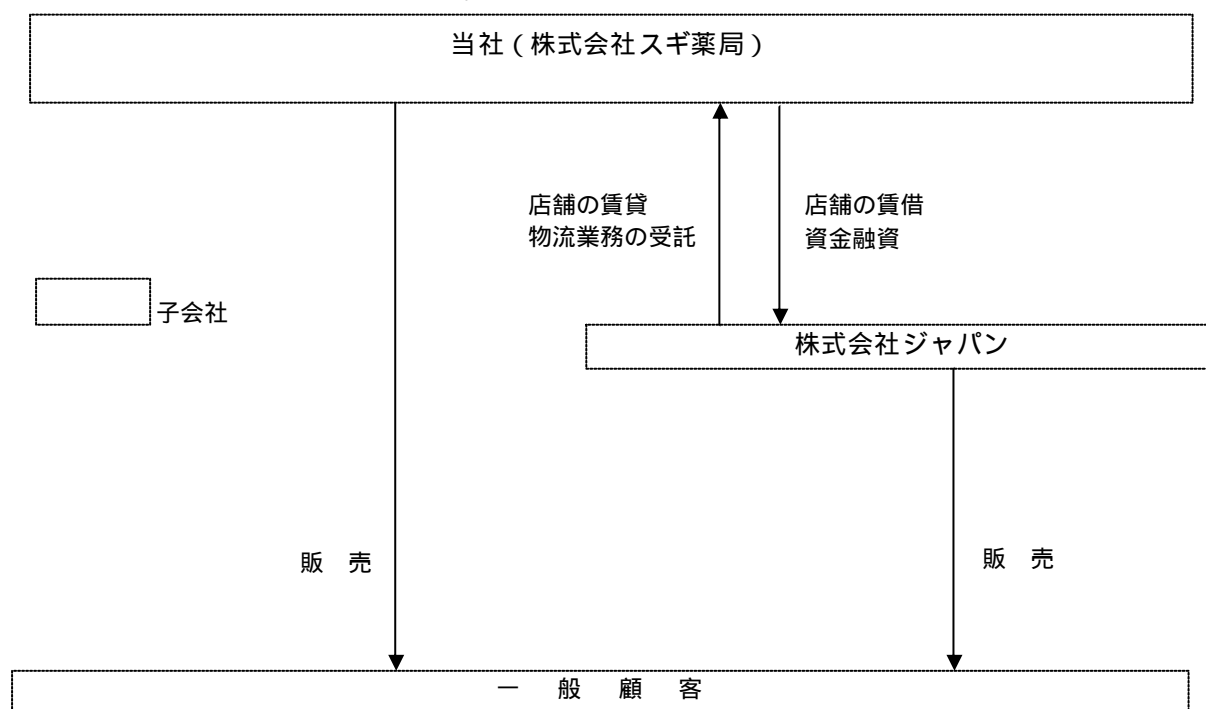 当社（株式会社スギ薬局）
店舗の賃貸
物流業務の受託
店舗の賃借
資金融資
子会社
株式会社ジャパン
販　売
販　売
一　般　顧　客